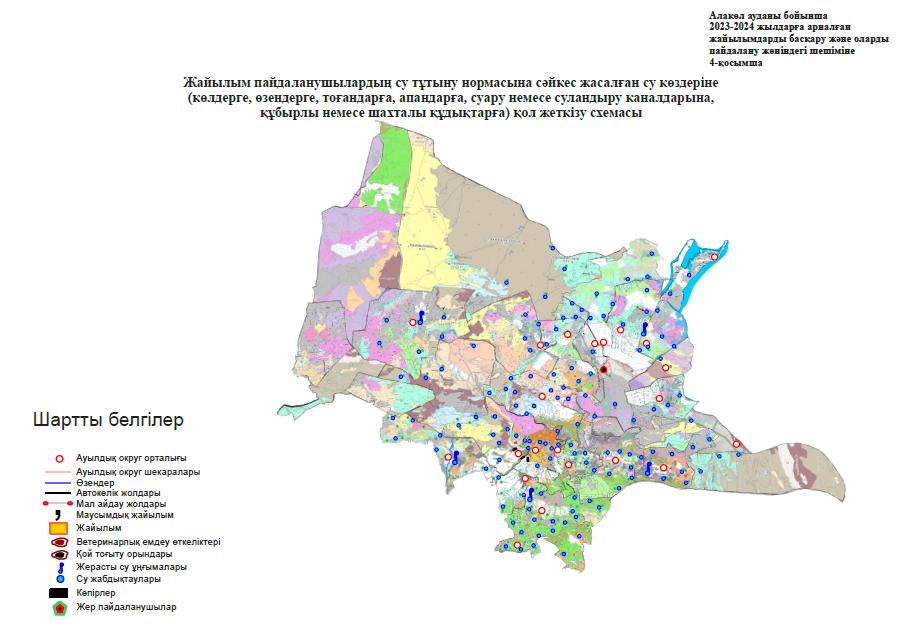 Алакөл ауданы бойынша
2023-2024 жылдарға арналған
жайылымдарды басқару және оларды
пайдалану жөніндегі шешіміне
4-қосымша
Жайылым пайдаланушылардың су тұтыну нормасына сәйкес жасалған су көздеріне
(көлдерге, өзендерге, тоғандарға, апандарға, суару немесе суландыру каналдарына,
құбырлы немесе шахталы құдықтарға) қол жеткізу схемасы
Шартты белгілер
Ауылдық округ орталығы
Ауылдық округ шекаралары
Өзендер
Автокөлік жолдары
Мал айдау жолдары
Маусымдық жайылым
Жайылым
Ветеринарлық емдеу өткеліктері
Қой тоғыту орындары
Жерасты су ұңғымалары
Су жабдықтаулары
Көпірлер
Жер пайдаланушылар